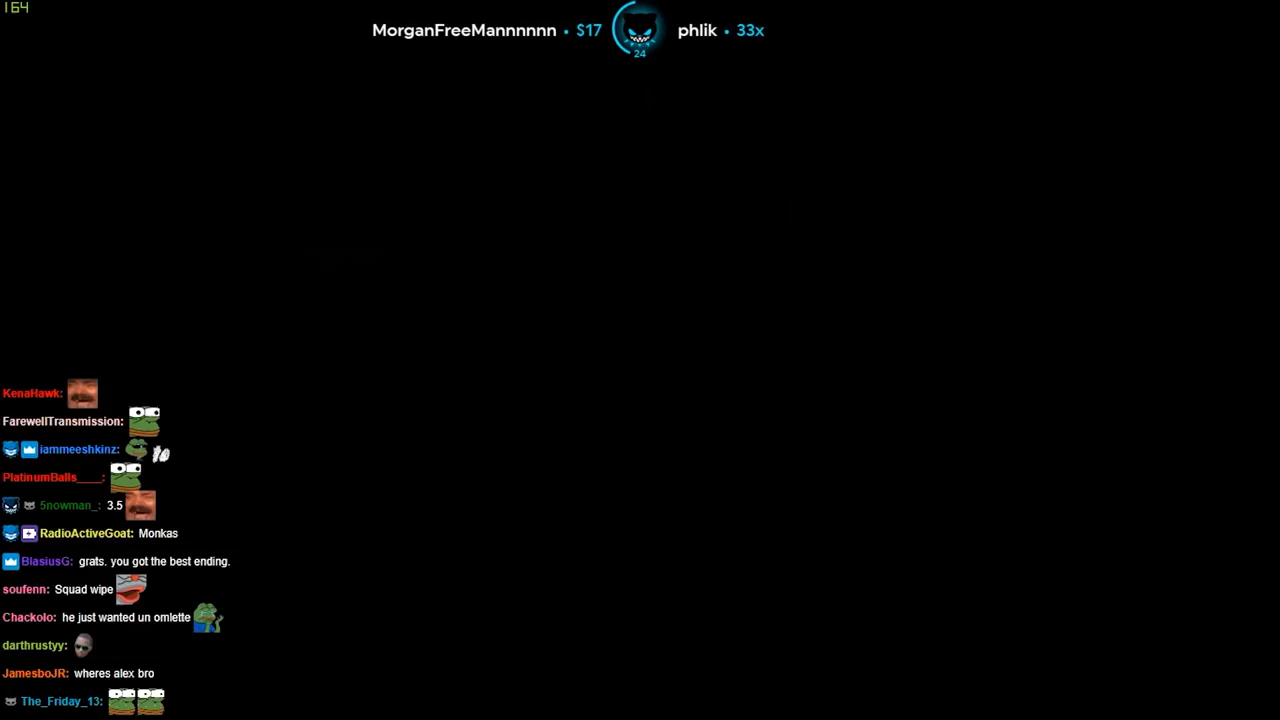 164
MorganFreeMannnnnn • $17
24
phlik • 33x
KenaHawk:
FarewellTransmission:
iammeeshkinz:
PlatinumBalls____:
5nowman_: 3.5
RadioActiveGoat: Monkas
BlasiusG: grats. you got the best ending.
soufenn: Squad wipe
Chackolo: he just wanted un omlette
darthrustyy:
JamesboJR: wheres alex bro
The_Friday_13: